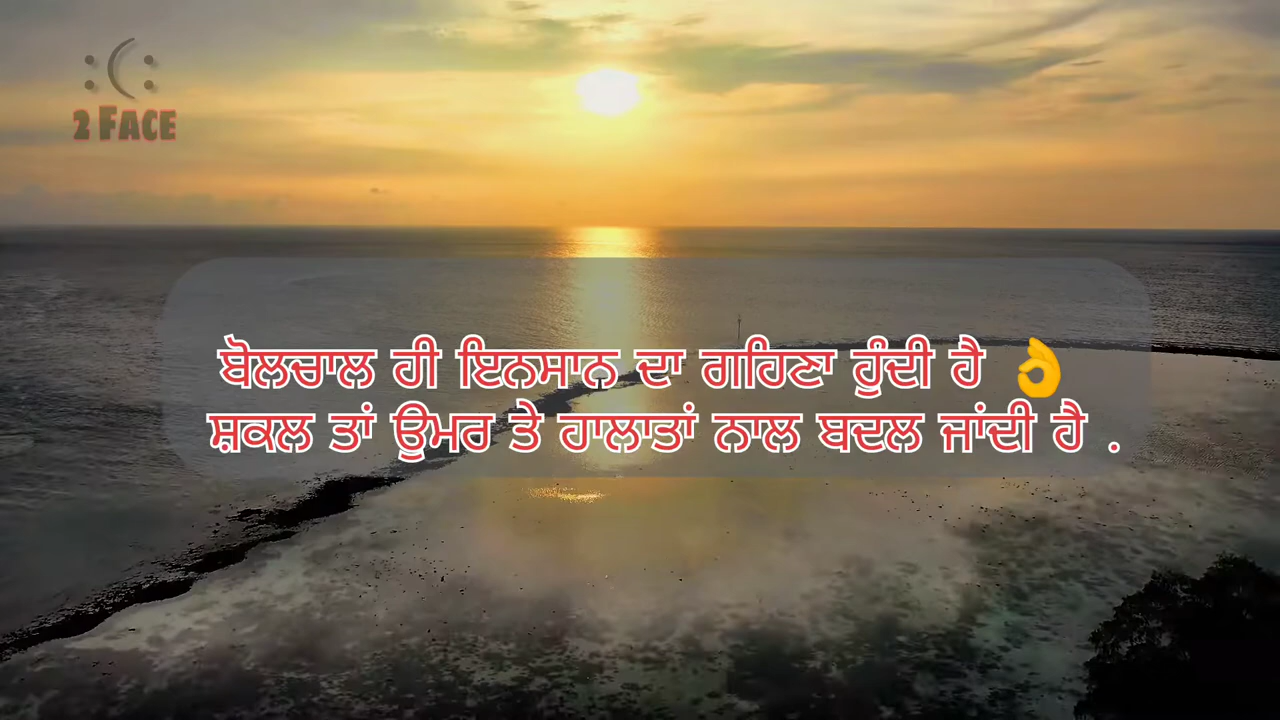 2 FACE
ਬੋਲਚਾਲ ਹੀ ਇਨਸਾਨ ਦਾ ਗਹਿਣਾ ਹੁੰਦੀ ਹੈ 👌
ਸ਼ਕਲ ਤਾਂ ਉਮਰ ਤੇ ਹਾਲਾਤਾਂ ਨਾਲ ਬਦਲ ਜਾਂਦੀ ਹੈ .